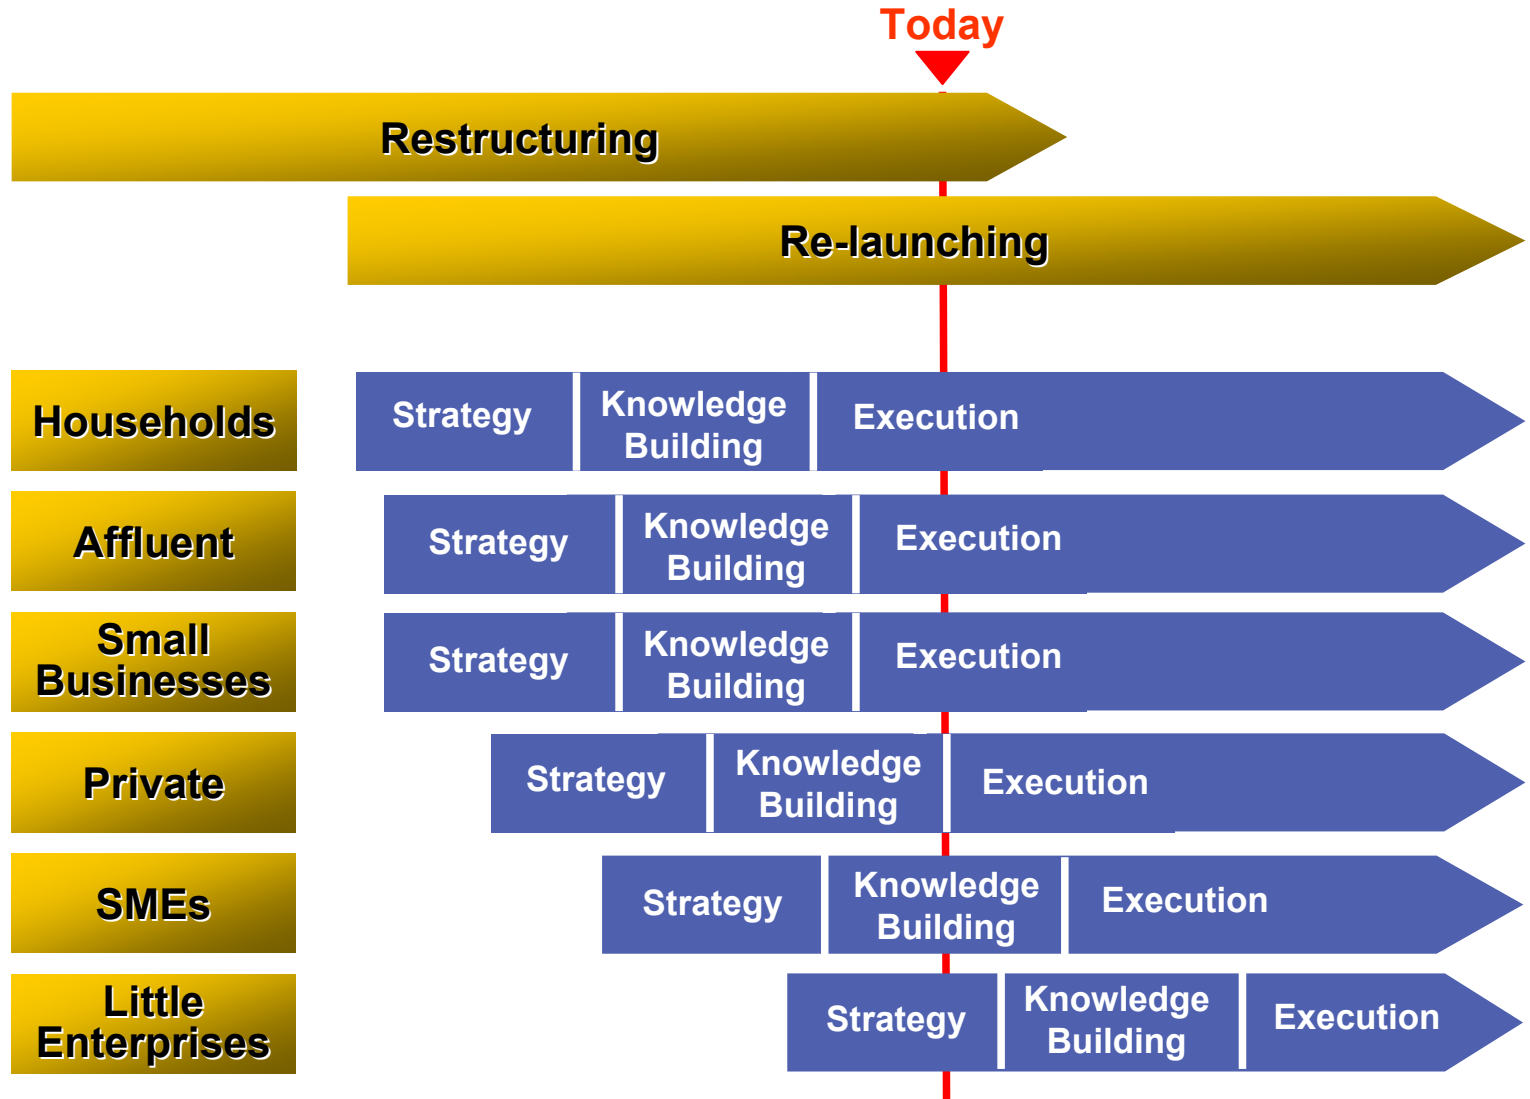 Today
Restructuring
Re-launching
Households
Strategy
Knowledge
Building
Execution
Affluent
Strategy
Knowledge
Building
Execution
Small
Businesses
Strategy
Knowledge
Building
Execution
Private
Strategy
Knowledge
Building
Execution
SMEs
Strategy
Knowledge
Building
Execution
Little
Enterprises
Strategy
Knowledge
Building
Execution